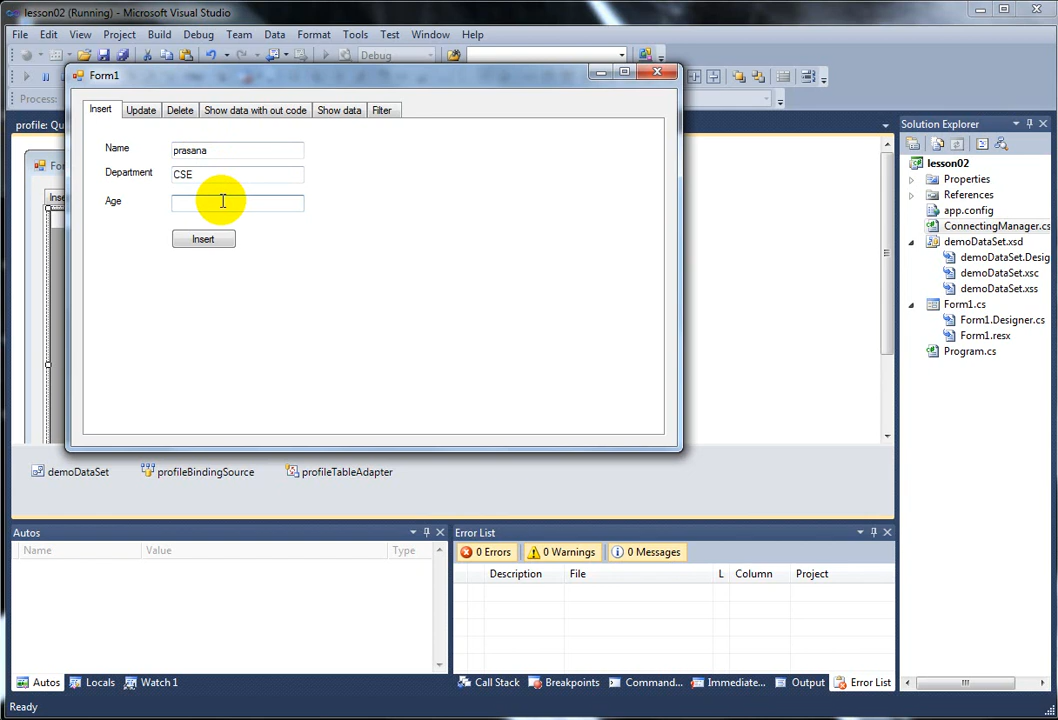 lesson02 (Running) - Microsoft Visual Studio
File Edit View Project Build Debug Team Data Format Tools Test Window Help
Debug
Form1
Process:
Insert Update Delete Show data with out code Show data Filter
profile: Qu
Solution Explorer
Name prasana
Department CSE
Age
Insert
Fo
Inse
lesson02
Properties
References
app.config
ConnectingManager.cs
demoDataSet.xsd
demoDataSet.Desig
demoDataSet.xsc
demoDataSet.xss
Form1.cs
Form1.Designer.cs
Form1.resx
Program.cs
demoDataSet profileBindingSource profileTableAdapter
Autos
Name Value Type
Error List
0 Errors 0 Warnings 0 Messages
Description File L Column Project
Autos Locals Watch 1
Call Stack Breakpoints Command... Immediate... Output Error List
Ready